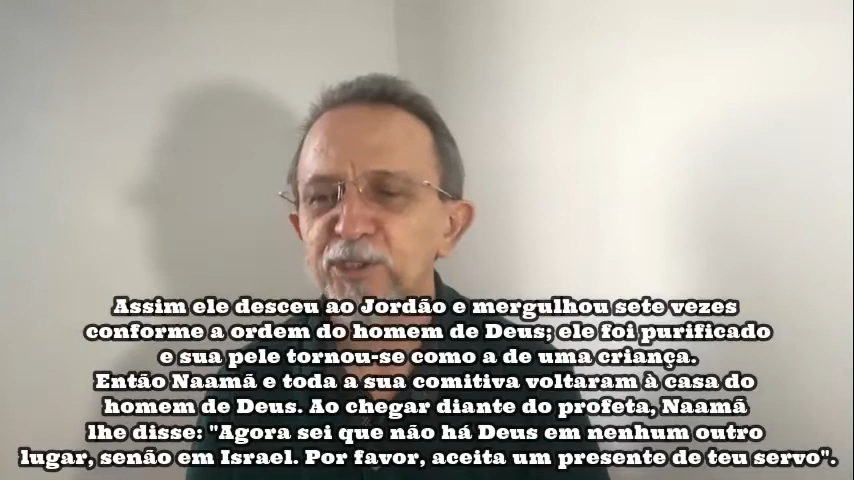 Assim ele desceu ao Jordão e mergulhou sete vezes
conforme a ordem do homem de Deus; ele foi purificado
e sua pele tornou-se como a de uma criança.
Então Naamã e toda a sua comitiva voltaram à casa do
homem de Deus. Ao chegar diante do profeta, Naamã
lhe disse: "Agora sei que não há Deus em nenhum outro
lugar, senão em Israel. Por favor, aceita um presente de teu servo".